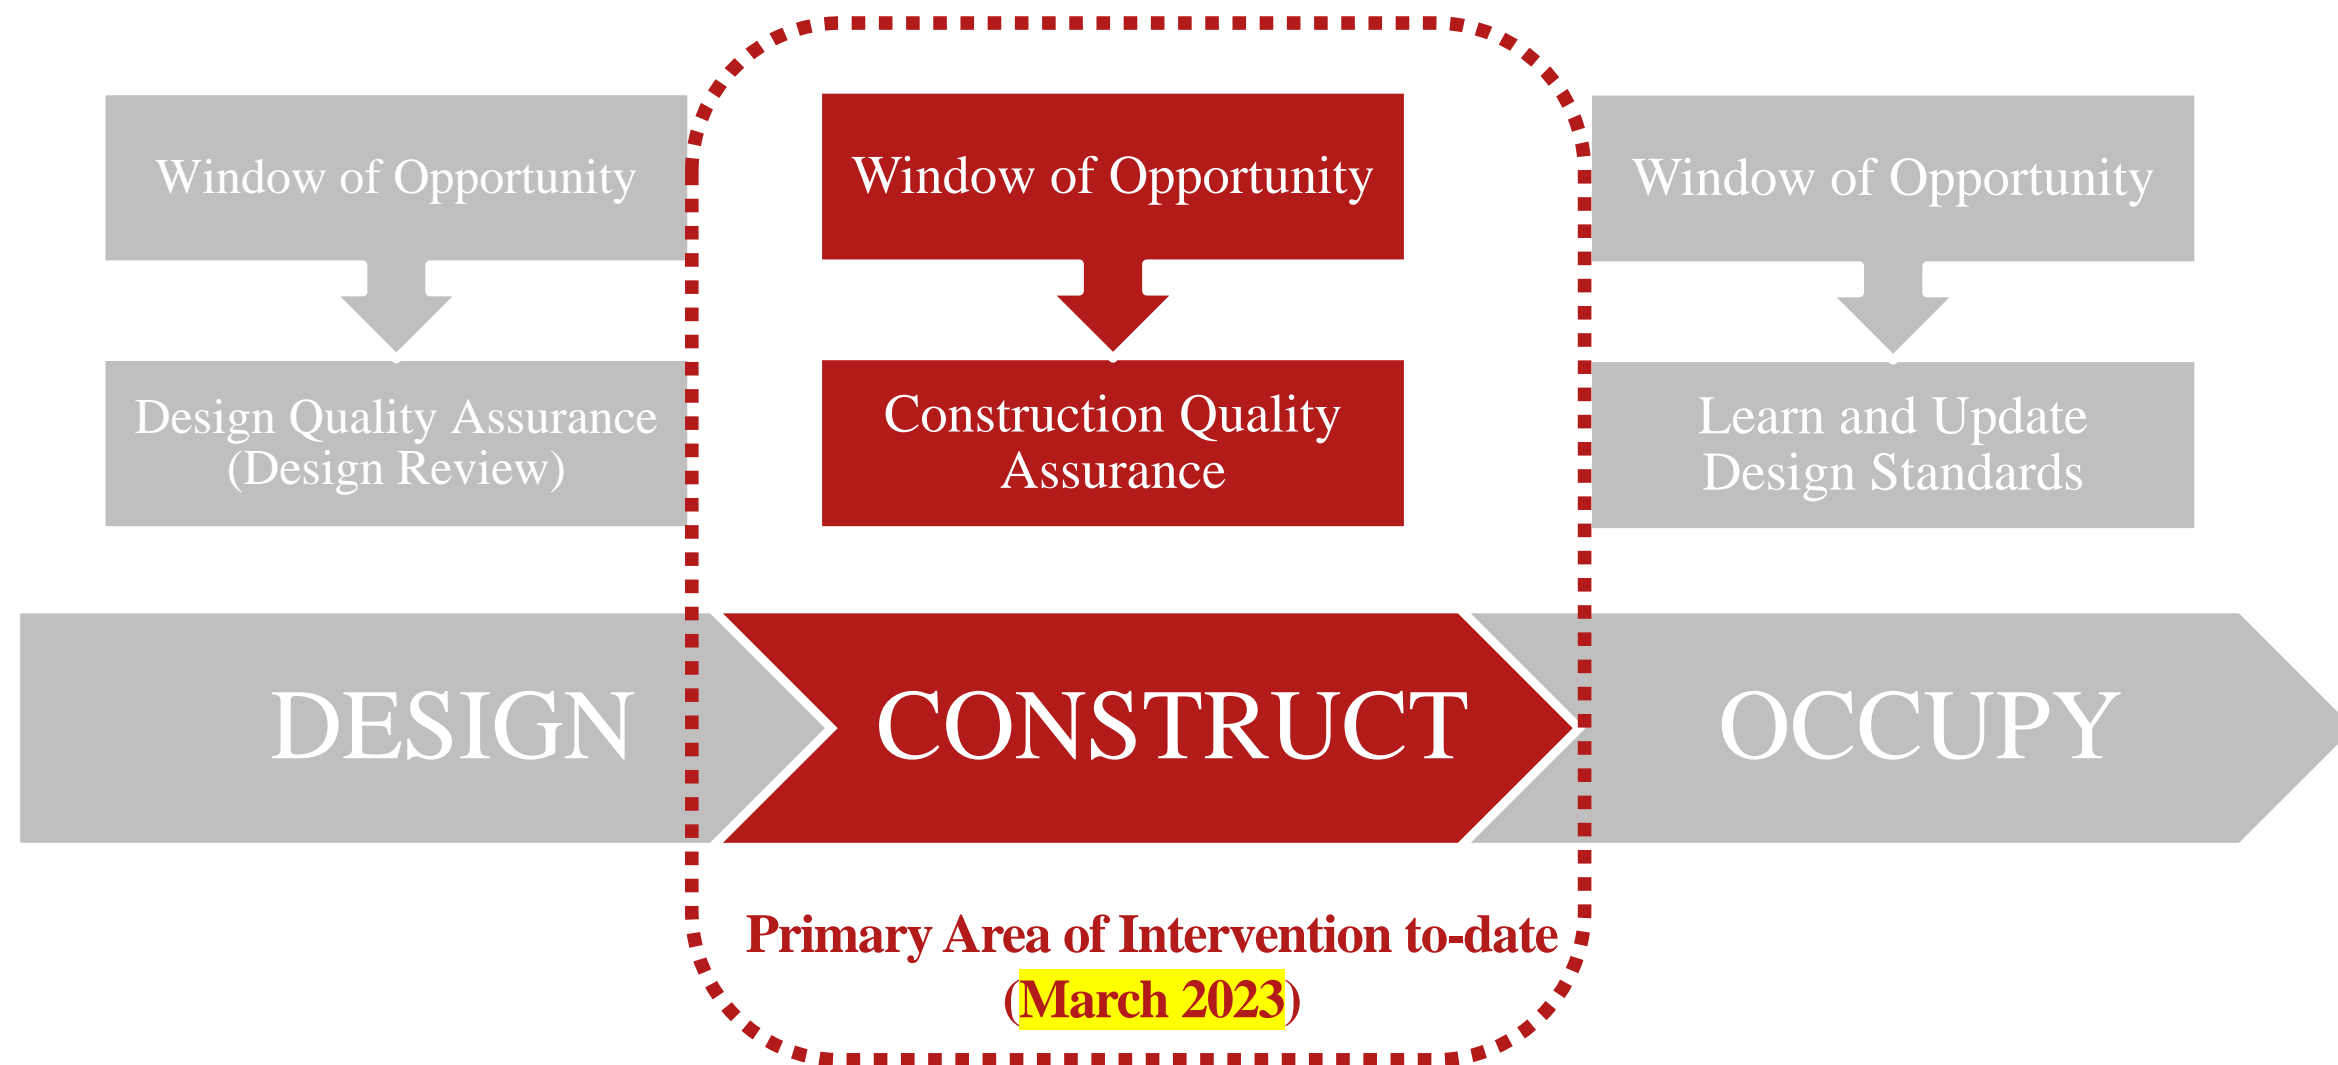 Window of Opportunity
Window of Opportunity
Window of Opportunity
Design Quality Assurance
(Design Review)
Construction Quality
Assurance
Learn and Update
Design Standards
DESIGN
CONSTRUCT
OCCUPY
Primary Area of Intervention to-date
(March 2023)